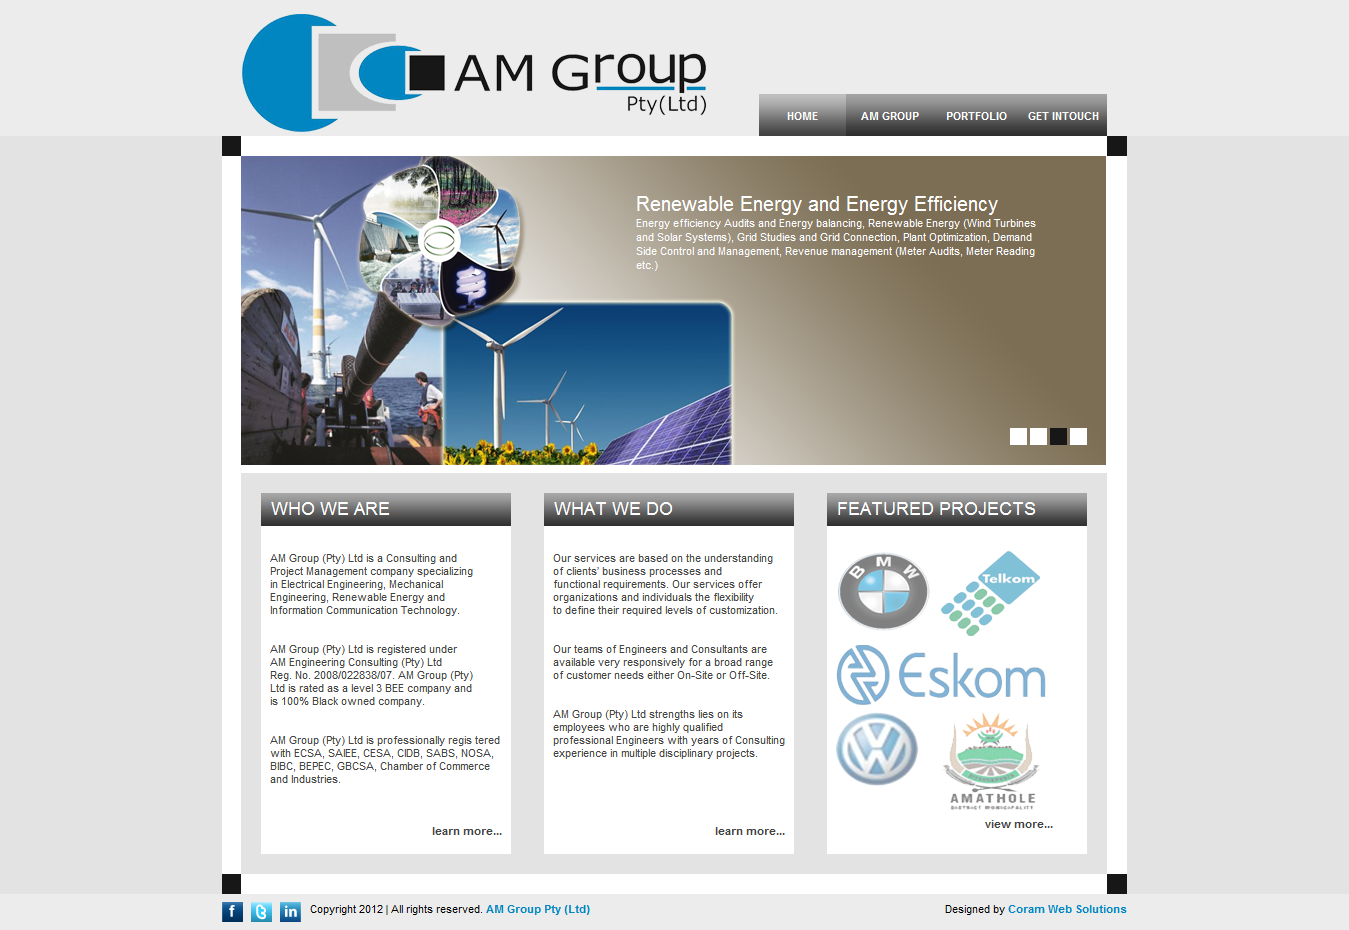 AM Group
Pty(Ltd)
HOME AM GROUP PORTFOLIO GET INTOUCH
Renewable Energy and Energy Efficiency
Energy efficiency Audits and Energy balancing, Renewable Energy (Wind Turbines
and Solar Systems), Grid Studies and Grid Connection, Plant Optimization, Demand
Side Control and Management, Revenue management (Meter Audits, Meter Reading
etc.)
WHO WE ARE
AM Group (Pty) Ltd is a Consulting and
Project Management company specializing
in Electrical Engineering, Mechanical
Engineering, Renewable Energy and
Information Communication Technology.
AM Group (Pty) Ltd is registered under
AM Engineering Consulting (Pty) Ltd
Reg. No. 2008/022838/07. AM Group (Pty)
Ltd is rated as a level 3 BEE company and
is 100% Black owned company.
AM Group (Pty) Ltd is professionally regis tered
with ECSA, SAIEE, CESA, CIDB, SABS, NOSA,
BIBC, BEPEC, GBCSA, Chamber of Commerce
and Industries.
learn more...
WHAT WE DO
Our services are based on the understanding
of clients' business processes and
functional requirements. Our services offer
organizations and individuals the flexibility
to define their required levels of customization.
Our teams of Engineers and Consultants are
available very responsively for a broad range
of customer needs either On-Site or Off-Site.
AM Group (Pty) Ltd strengths lies on its
employees who are highly qualified
professional Engineers with years of Consulting
experience in multiple disciplinary projects.
learn more...
FEATURED PROJECTS
BMW
Telkom
Eskom
AMATHOLE
DISTRICT MUNICIPALITY
view more...
Copyright 2012 | All rights reserved. AM Group Pty (Ltd)
Designed by Coram Web Solutions